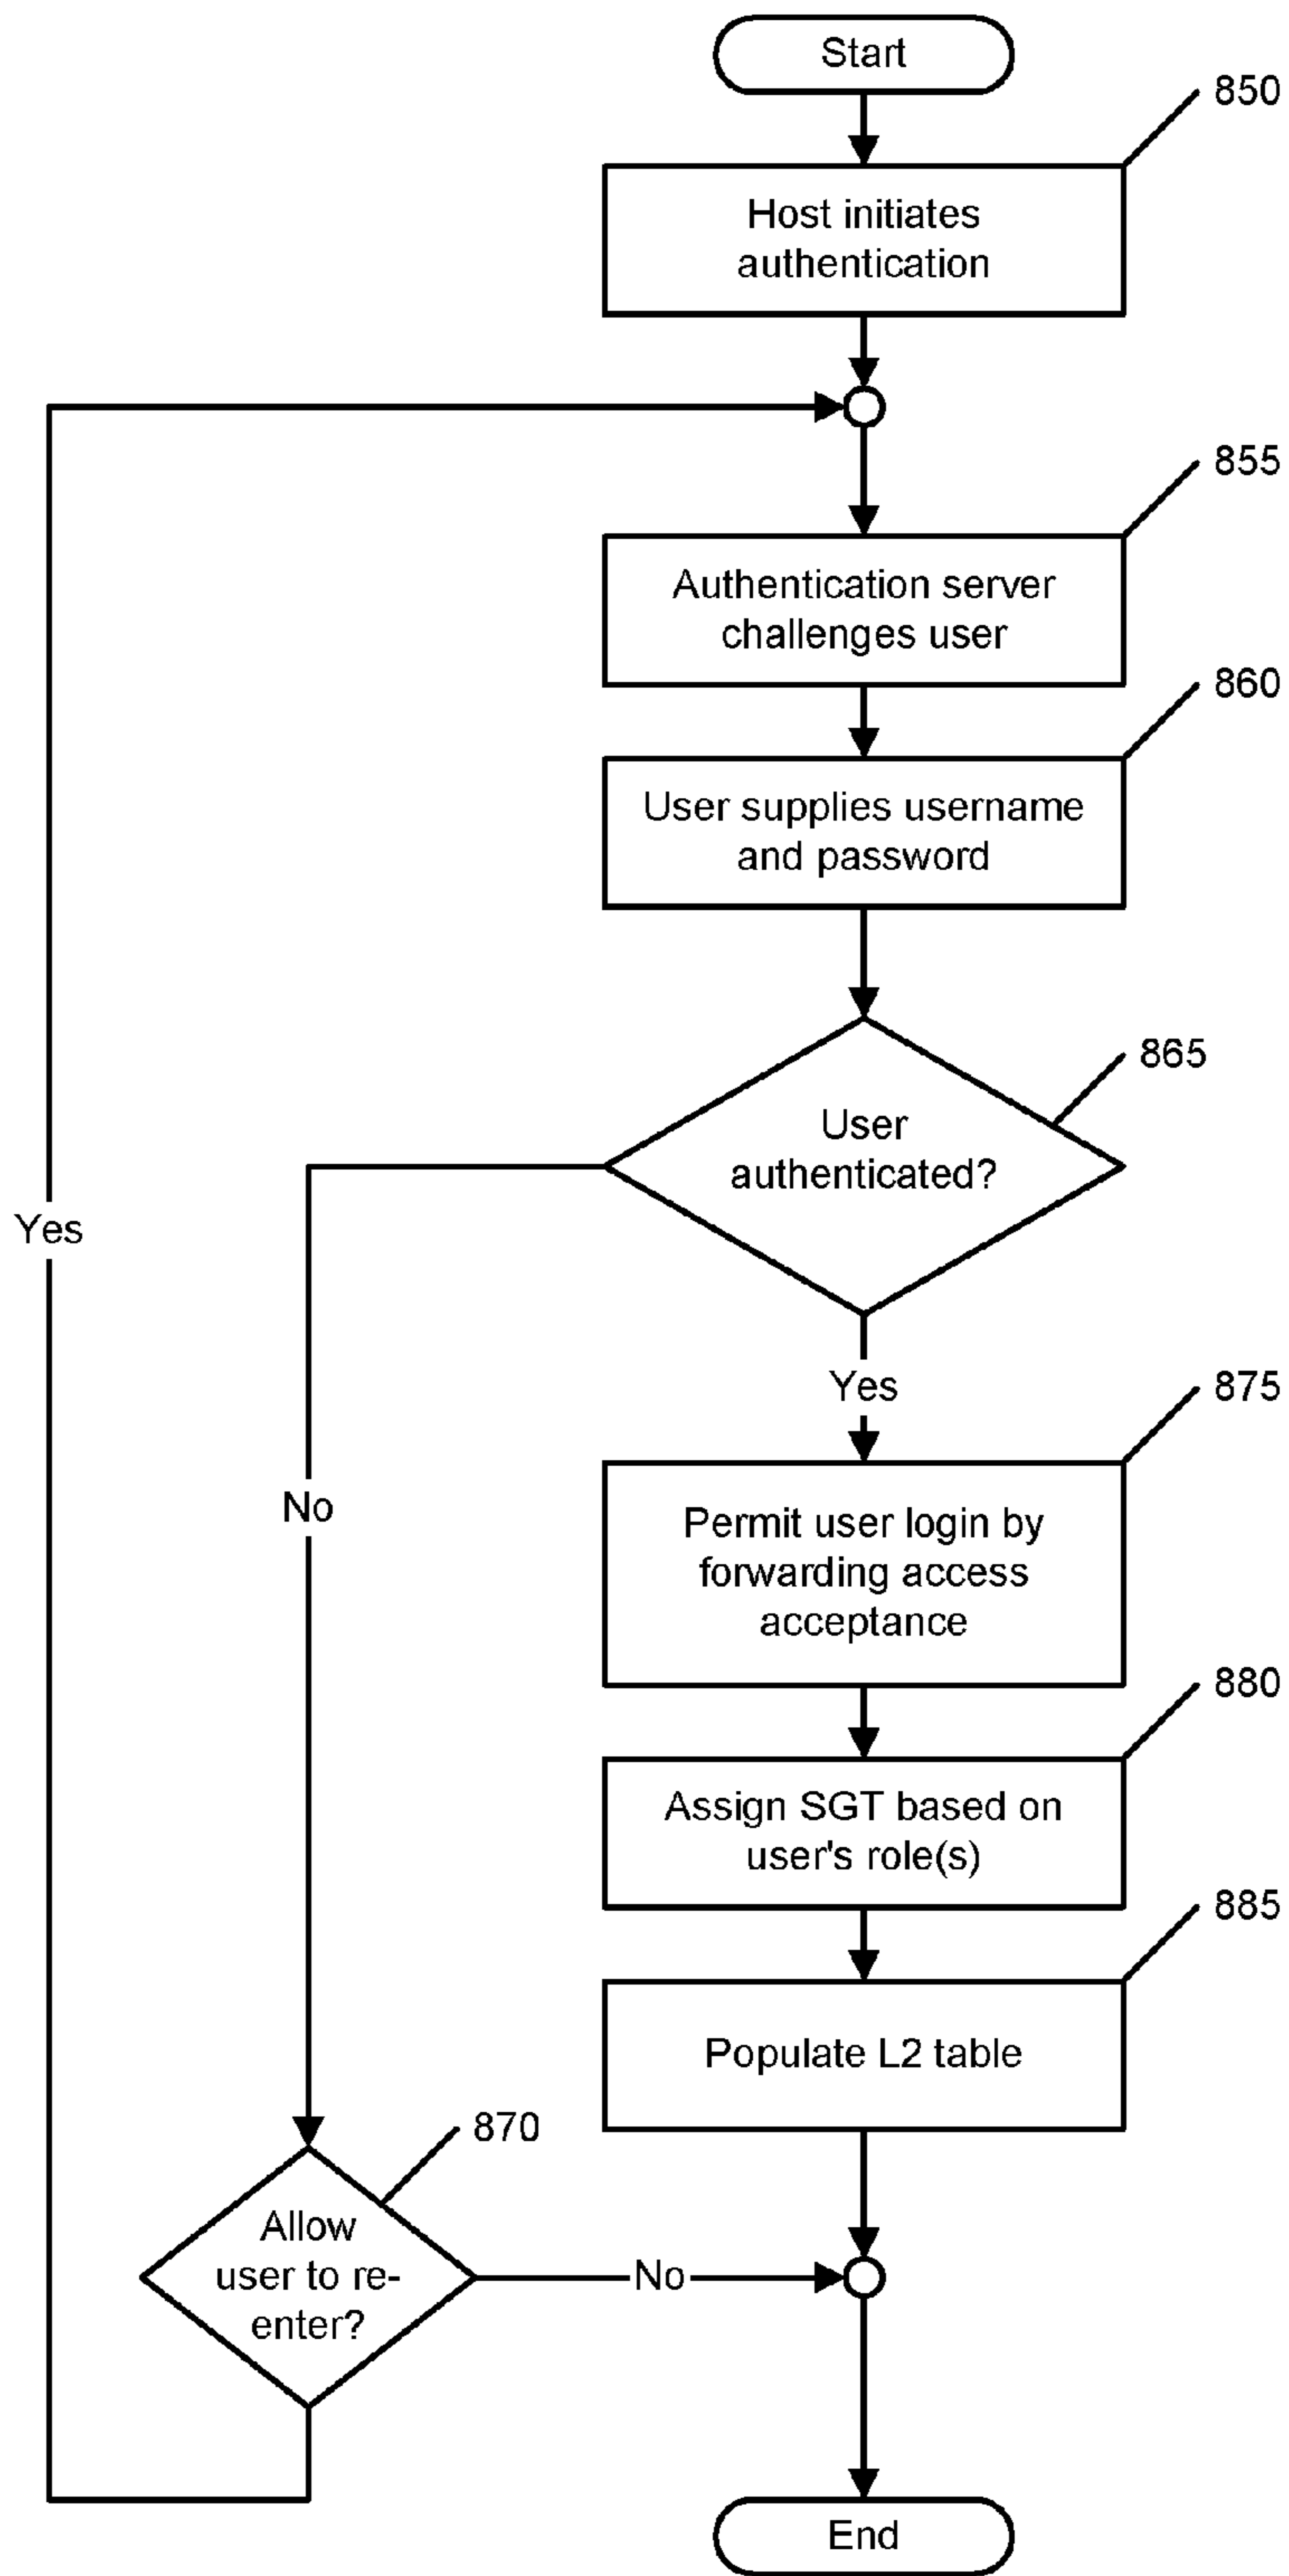 Start
850
Host initiates
authentication
855
Authentication server
challenges user
860
User supplies username
and password
865
User
authenticated?
Yes
Yes
875
No
Permit user login by
forwarding access
acceptance
880
Assign SGT based on
user's role(s)
885
Populate L2 table
870
Allow
user to re-
enter?
No
End